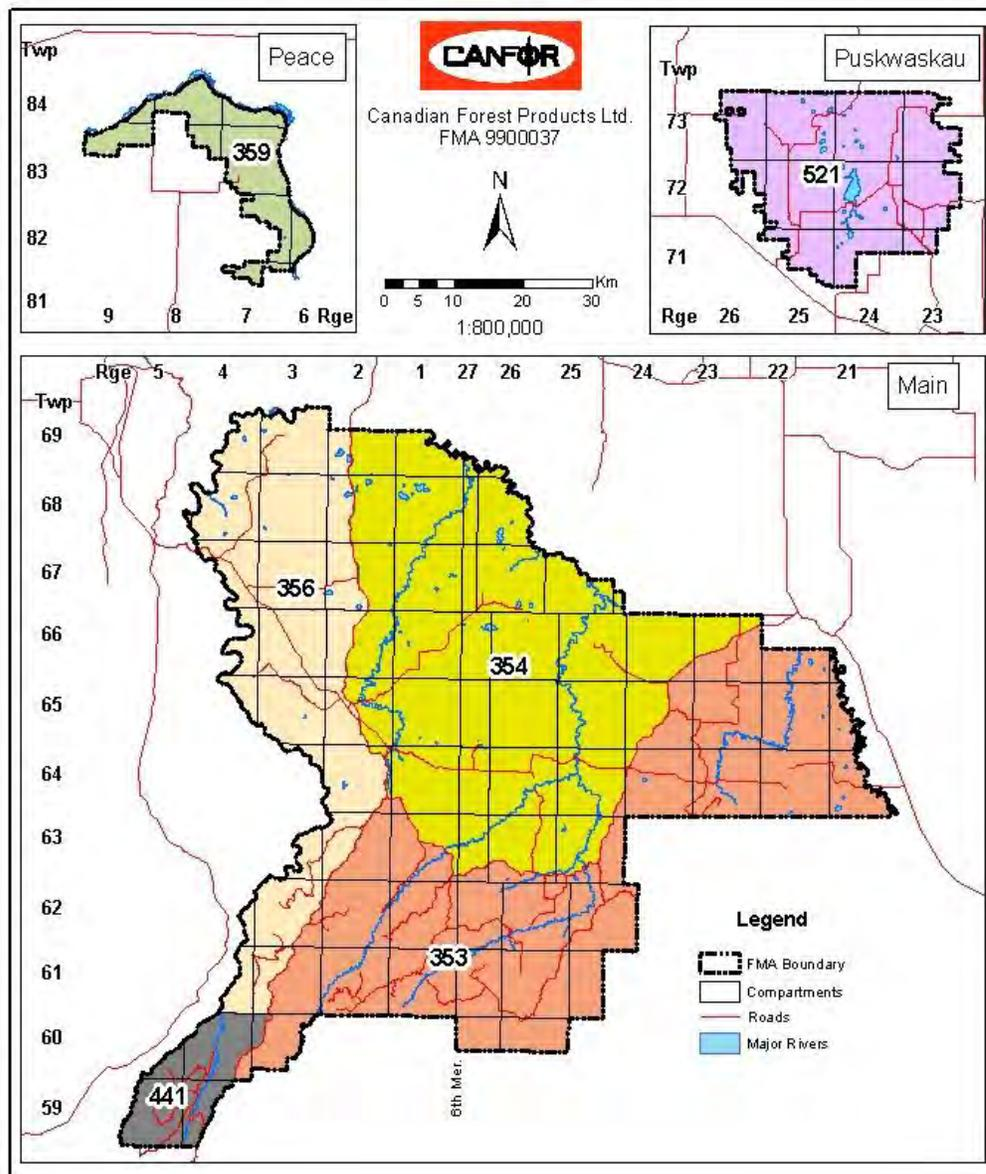 Peace
Twp
84
83
82
81
359
9 8 7 6 Rge
CANFOR
Canadian Forest Products Ltd.
FMA 9900037
N
0 5 10 20 30 Km
1:800,000
Puskwaskau
Twp
73
72
71
521
Rge 26 25 24 23
Main
Rge 5 4 3 2 1 27 26 25 24 23 22 21
Twp
69
68
67
66
65
64
63
62
61
60
59
356
354
353
441
6th Mer.
Legend
FMA Boundary
Compartments
Roads
Major Rivers